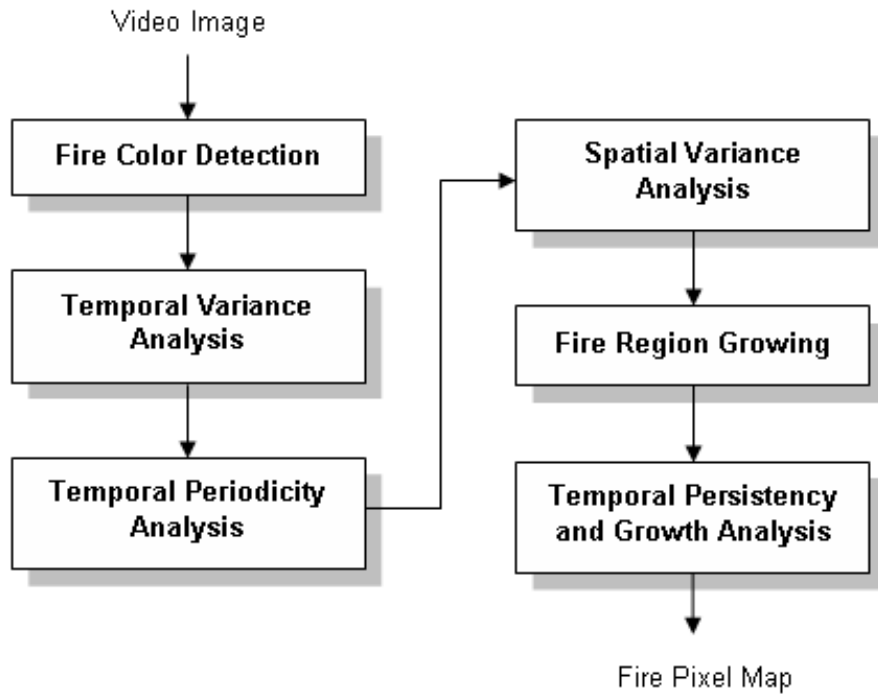 Video Image
Fire Color Detection
Temporal Variance
Analysis
Temporal Periodicity
Analysis
Spatial Variance
Analysis
Fire Region Growing
Temporal Persistency
and Growth Analysis
Fire Pixel Map